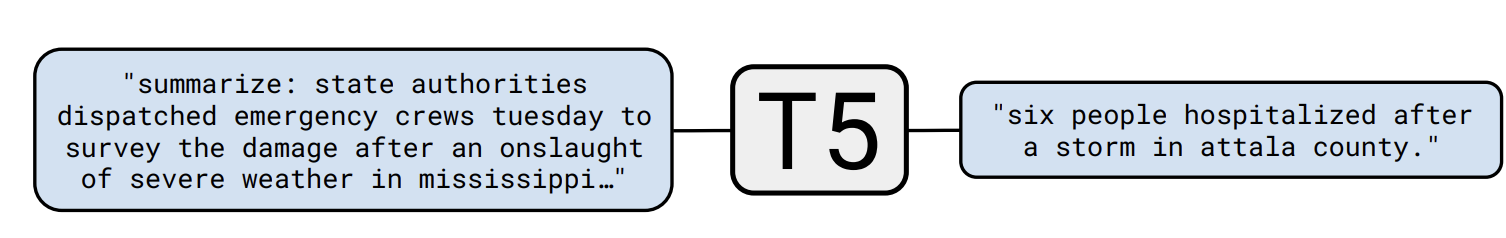 "summarize: state authorities
dispatched emergency crews tuesday to
survey the damage after an onslaught
of severe weather in mississippi…"
T5
"six people hospitalized after
a storm in attala county."